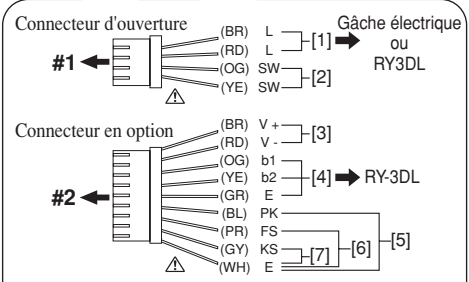 Connecteur d'ouverture
Gâche électrique
ou
RY3DL
#1
(BR) L
(RD) L
[1]
(OG) SW
(YE) SW
[2]
Connecteur en option
#2
(BR) V +
(RD) V -
[3]
(OG) b1
(YE) b2
(GR) E
[4]
RY-3DL
(BL) PK
(PR) FS
(GY) KS
(WH) E
[7]
[6]
[5]